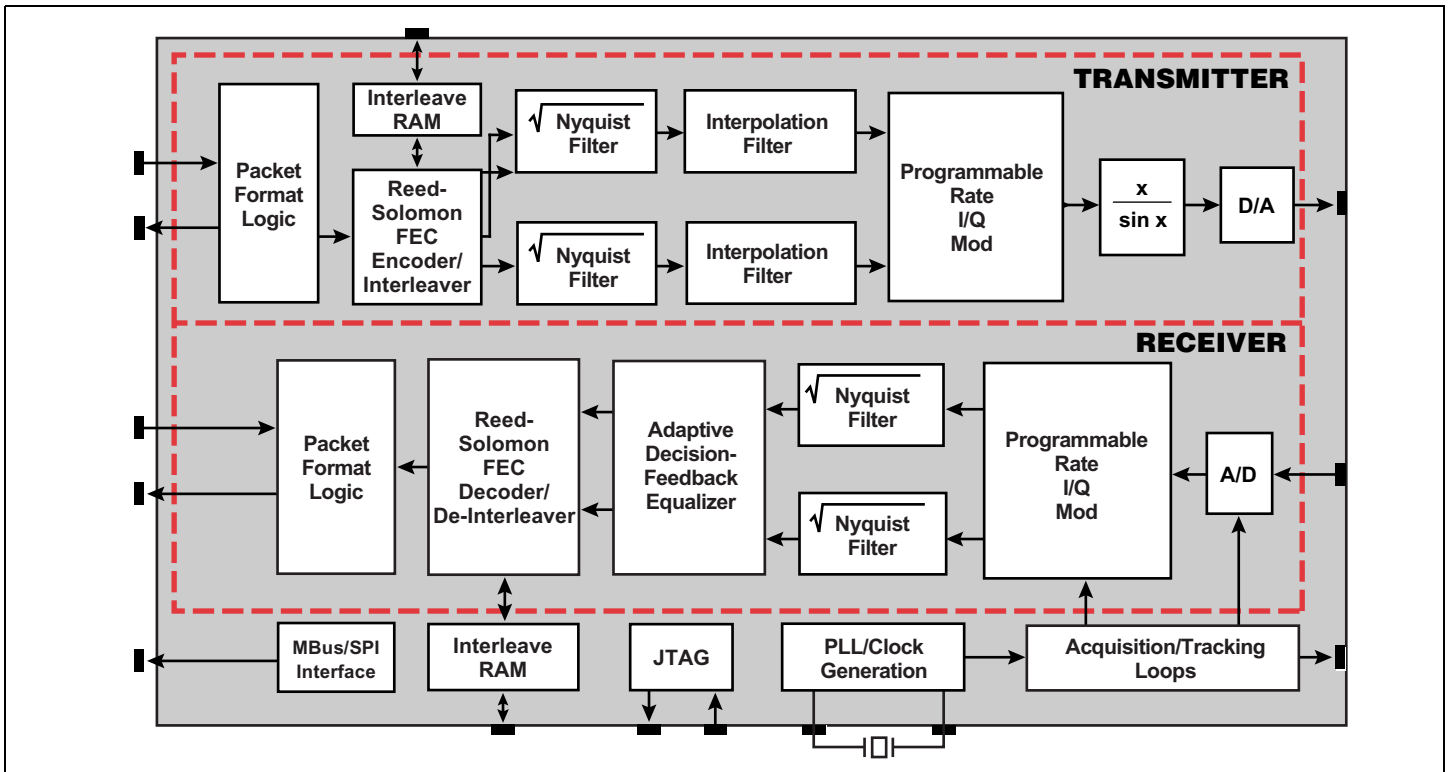 TRANSMITTER
Packet
Format
Logic
Interleave
RAM
Reed-
Solomon
FEC
Encoder/
Interleaver
√ Nyquist
Filter
Interpolation
Filter
√ Nyquist
Filter
Interpolation
Filter
Programmable
Rate
I/Q
Mod
x
sin x
D/A
RECEIVER
Packet
Format
Logic
Reed-
Solomon
FEC
Decoder/
De-Interleaver
Adaptive
Decision-
Feedback
Equalizer
√ Nyquist
Filter
√ Nyquist
Filter
Programmable
Rate
I/Q
Mod
A/D
MBus/SPI
Interface
Interleave
RAM
JTAG
PLL/Clock
Generation
Acquisition/Tracking
Loops